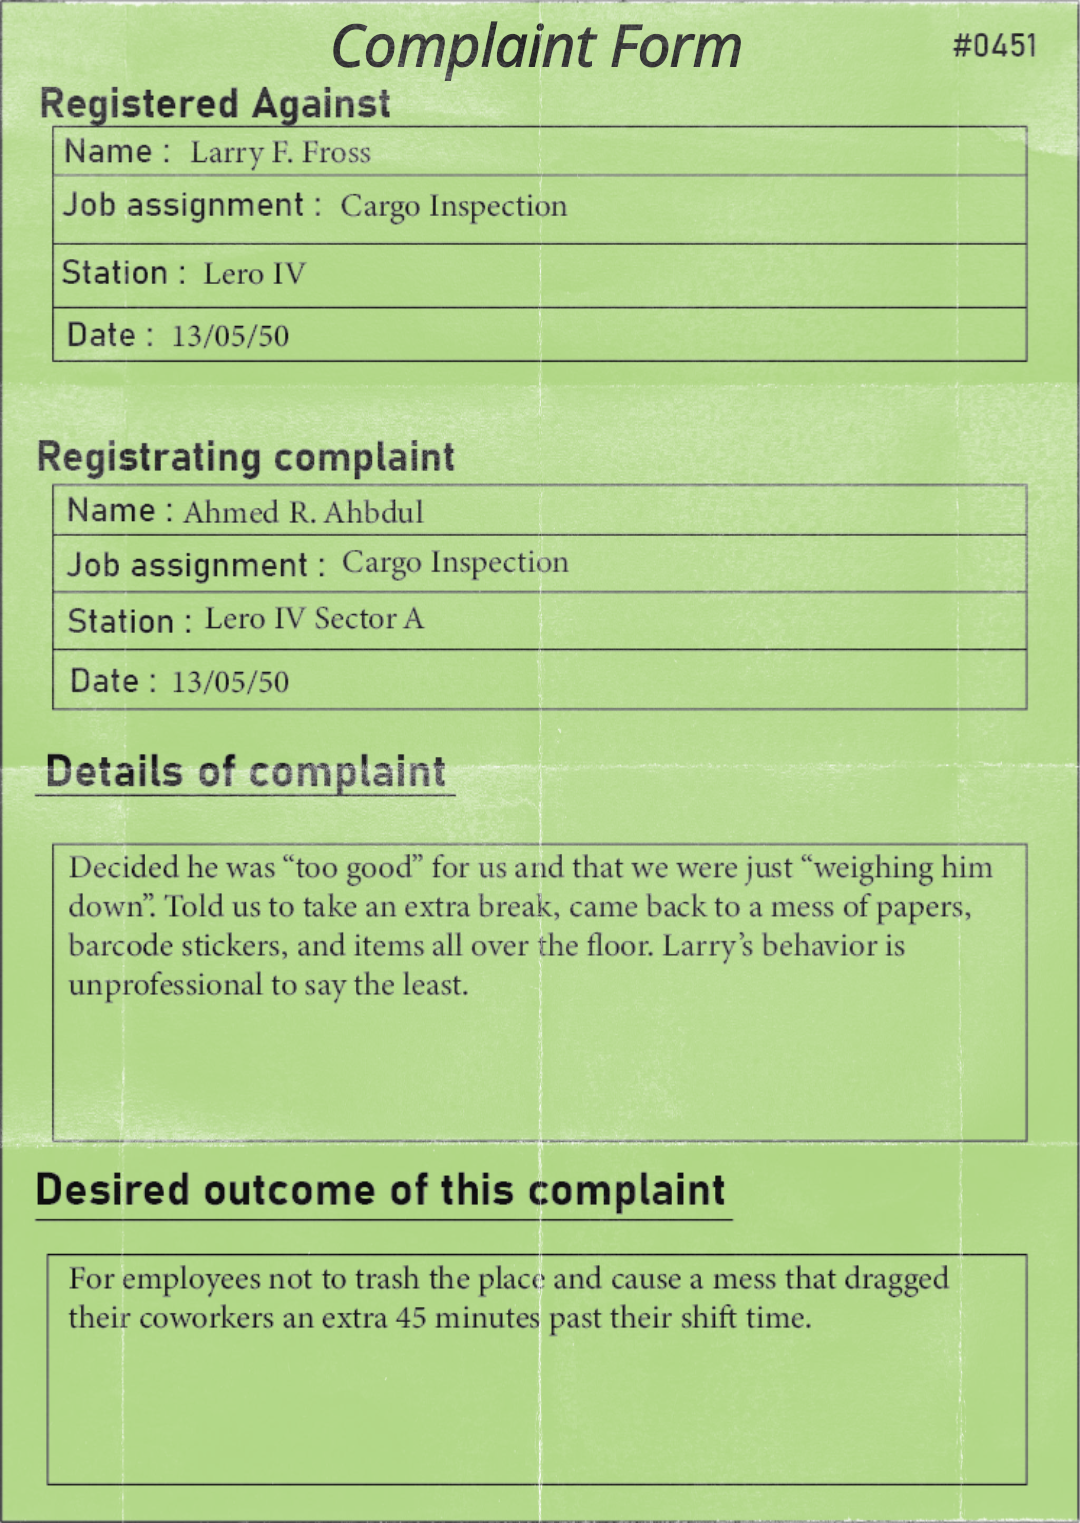 Complaint Form
#0451
Registered Against
Name : Larry F. Fross
Job assignment : Cargo Inspection
Station : Lero IV
Date : 13/05/50
Registrating complaint
Name : Ahmed R. Ahbdul
Job assignment : Cargo Inspection
Station : Lero IV Sector A
Date : 13/05/50
Details of complaint
Decided he was “too good” for us and that we were just “weighing him
down”. Told us to take an extra break, came back to a mess of papers,
barcode stickers, and items all over the floor. Larry’s behavior is
unprofessional to say the least.
Desired outcome of this complaint
For employees not to trash the place and cause a mess that dragged
their coworkers an extra 45 minutes past their shift time.